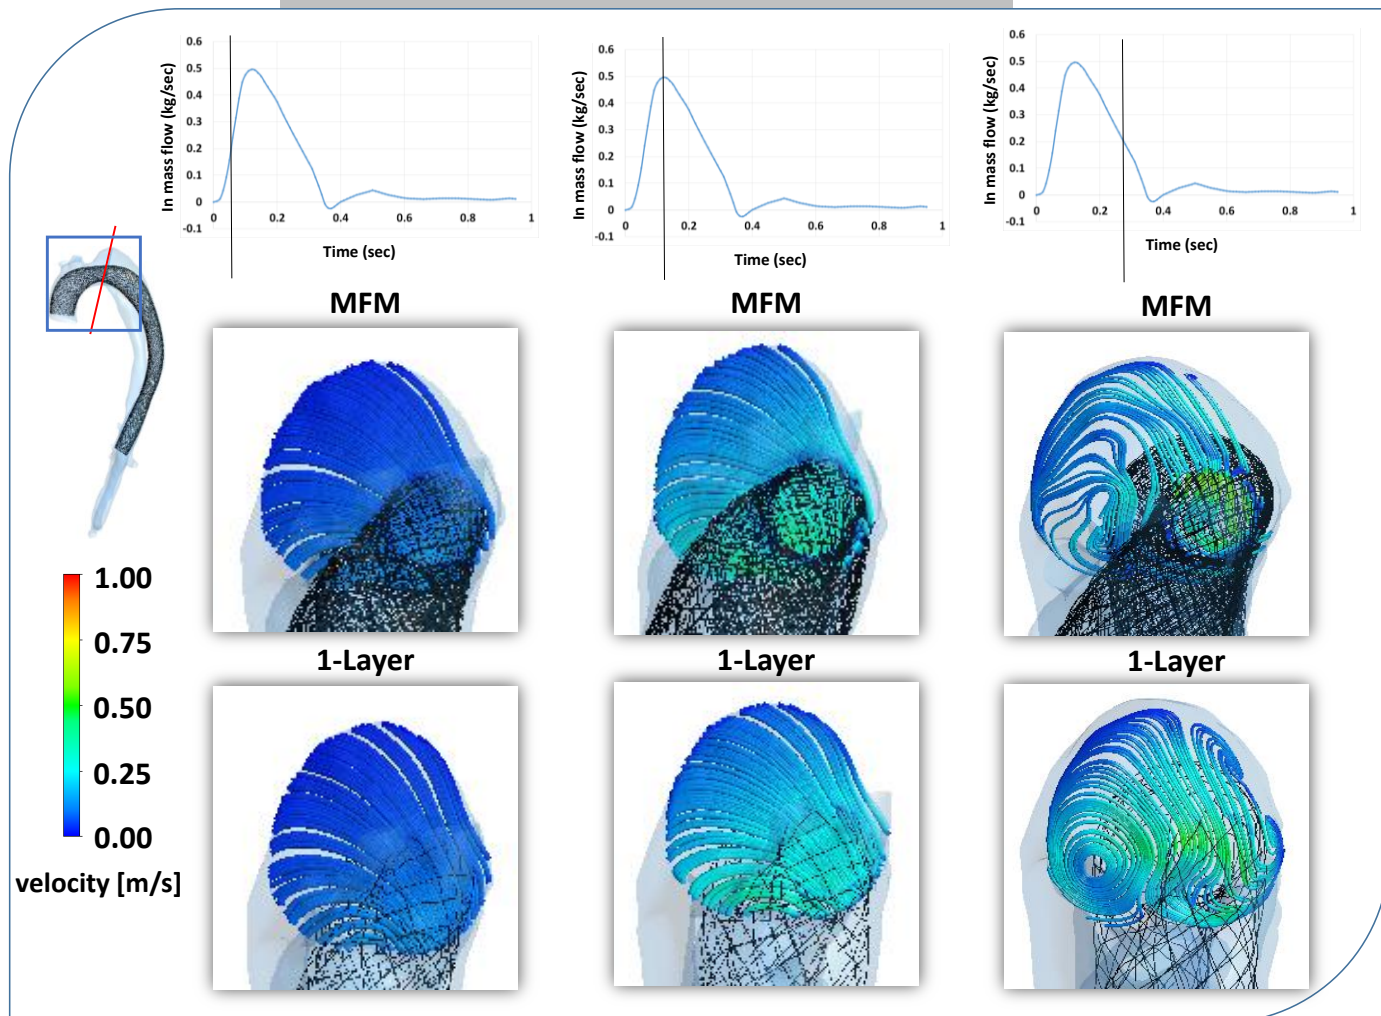 In mass flow (kg/sec)
0.6
0.5
0.4
0.3
0.2
0.1
0
-0.1
0 0.2 0.4 0.6 0.8 1
Time (sec)
In mass flow (kg/sec)
0.6
0.5
0.4
0.3
0.2
0.1
0
-0.1
0 0.2 0.4 0.6 0.8 1
Time (sec)
In mass flow (kg/sec)
0.6
0.5
0.4
0.3
0.2
0.1
0
-0.1
0 0.2 0.4 0.6 0.8 1
Time (sec)
MFM MFM MFM
1-Layer 1-Layer 1-Layer
1.00
0.75
0.50
0.25
0.00
velocity [m/s]